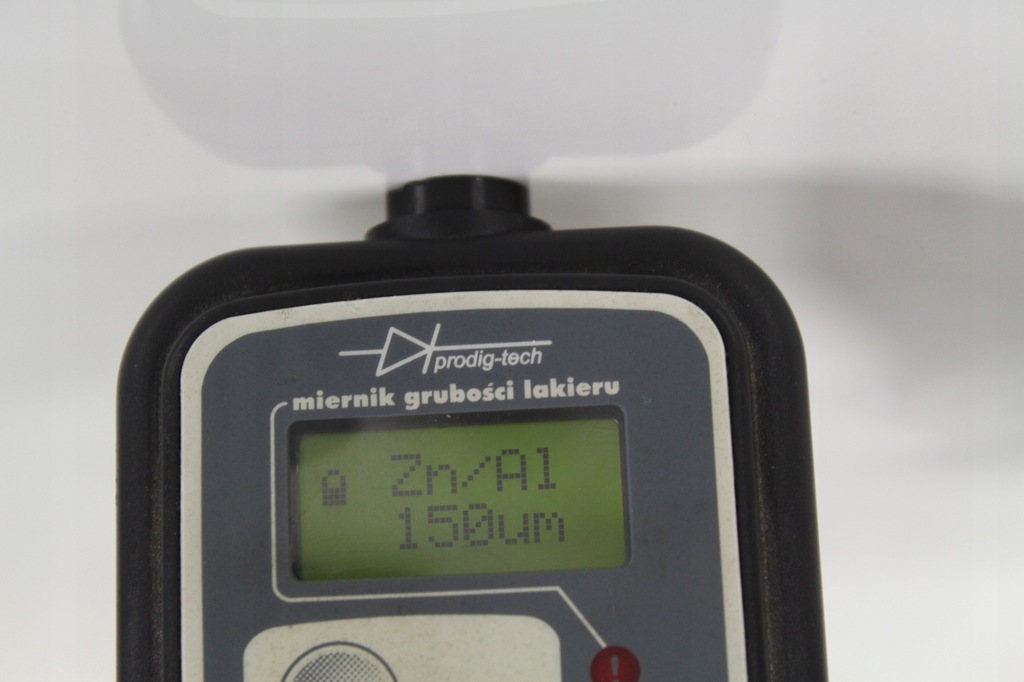 prodig-tech
miernik grubości lakieru
Zn/Al
150um
!